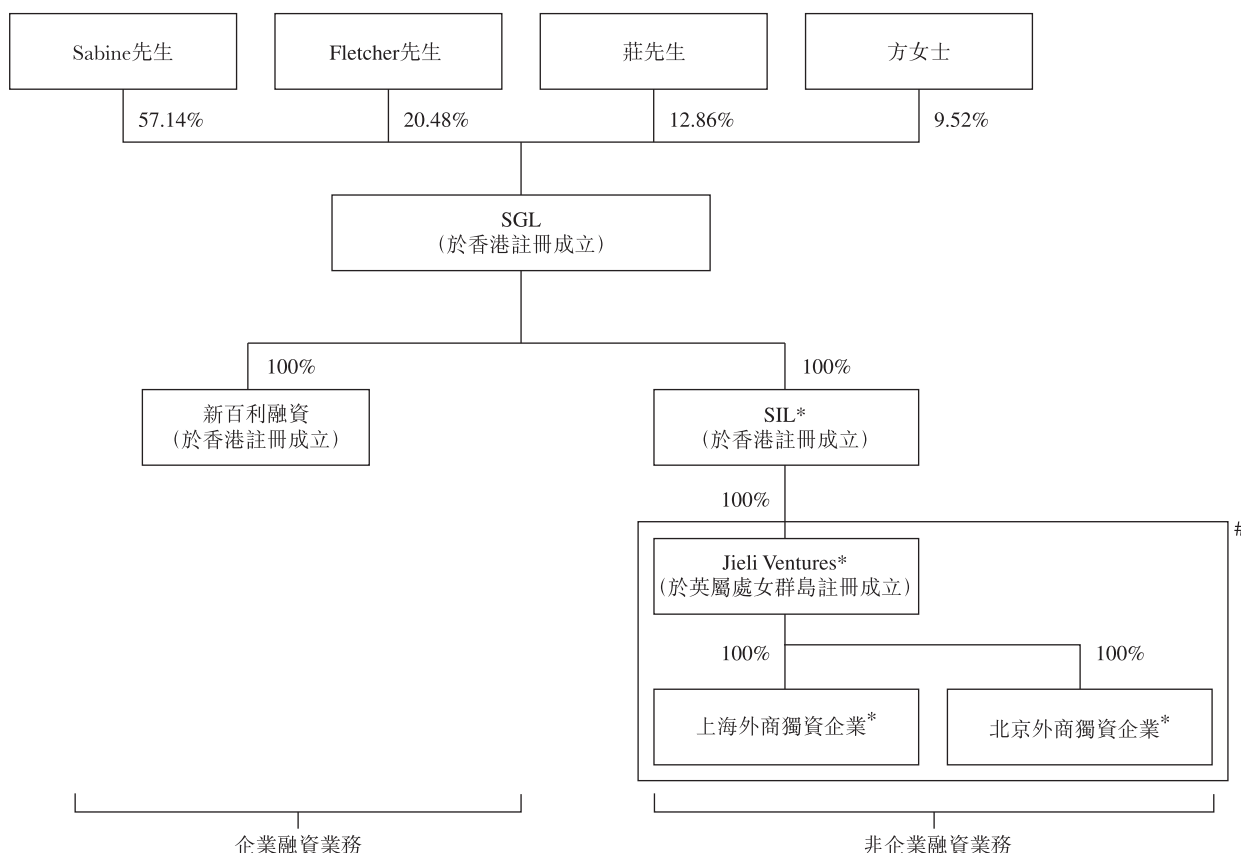 Sabine先生
Fletcher先生
莊先生
方女士
57.14%
20.48%
12.86%
9.52%
SGL
(於香港註冊成立)
100%
100%
新百利融資
(於香港註冊成立)
SIL*
(於香港註冊成立)
100%
#
Jieli Ventures*
(於英屬處女群島註冊成立)
100%
100%
上海外商獨資企業*
北京外商獨資企業*
企業融資業務
非企業融資業務